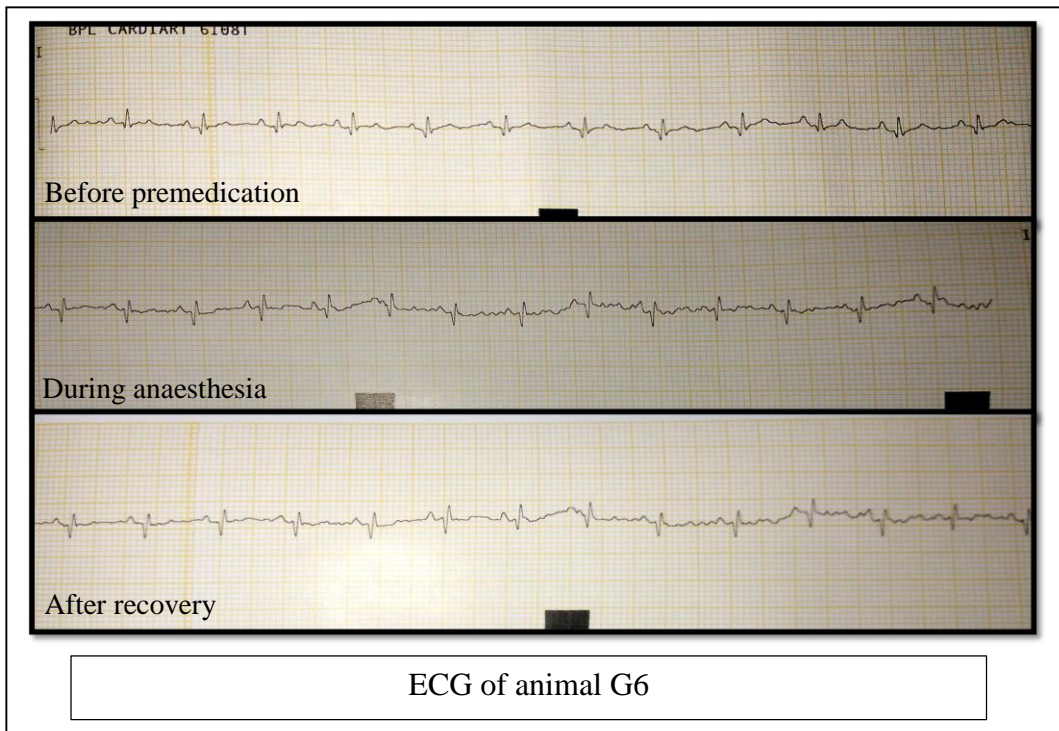 BPL CARDIART 6108T
I
Before premedication
I
During anaesthesia
After recovery
ECG of animal G6